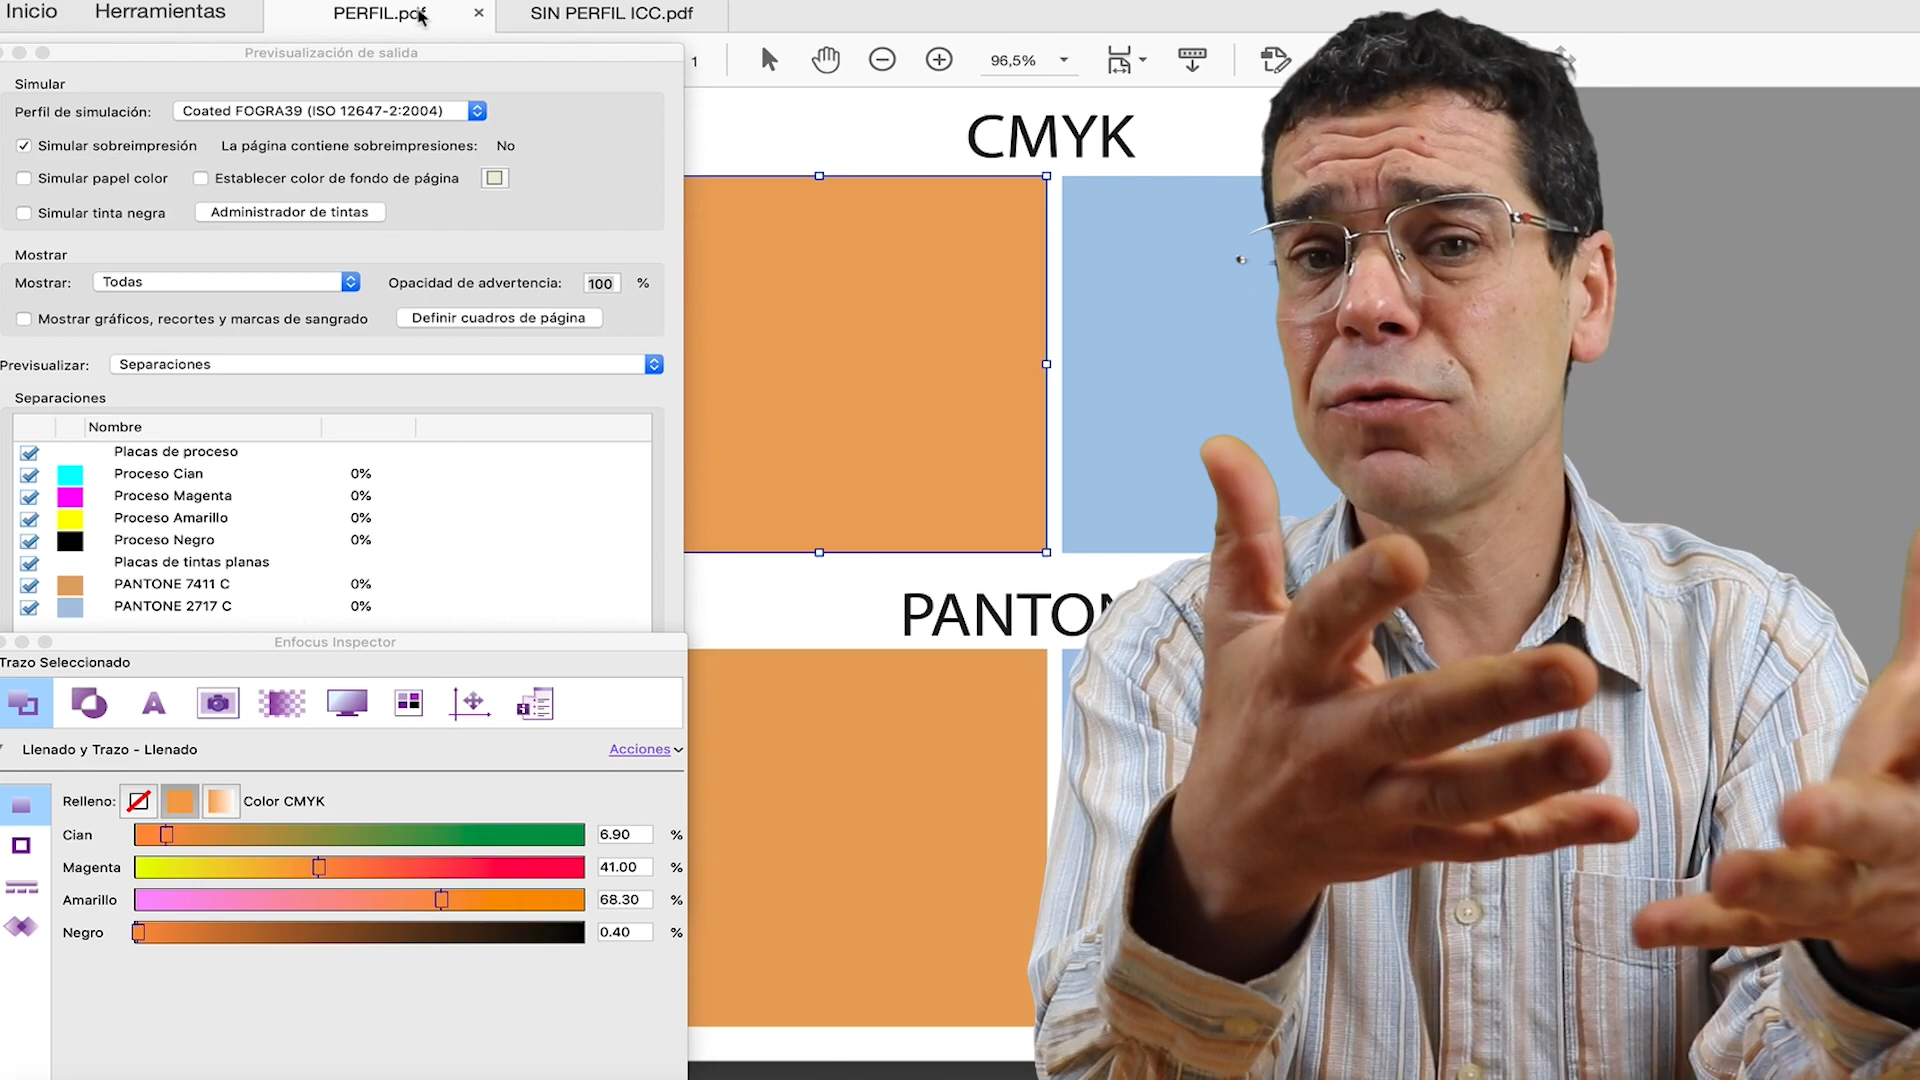 Inicio Herramientas PERFIL.pdf SIN PERFIL ICC.pdf
Previsualización de salida
1 96,5%
Simular
Perfil de simulación: Coated FOGRA39 (ISO 12647-2:2004)
Simular sobreimpresión La página contiene sobreimpresiones: No
Simular papel color Establecer color de fondo de página
Simular tinta negra Administrador de tintas
Mostrar
Mostrar: Todas Opacidad de advertencia: 100 %
Mostrar gráficos, recortes y marcas de sangrado Definir cuadros de página
Previsualizar: Separaciones
Separaciones
Nombre
Placas de proceso
Proceso Cian 0%
Proceso Magenta 0%
Proceso Amarillo 0%
Proceso Negro 0%
Placas de tintas planas
PANTONE 7411 C 0%
PANTONE 2717 C 0%
Enfocus Inspector
Trazo Seleccionado
Llenado y Trazo - Llenado Acciones
Relleno: Color CMYK
Cian 6.90 %
Magenta 41.00 %
Amarillo 68.30 %
Negro 0.40 %
CMYK
PANTON